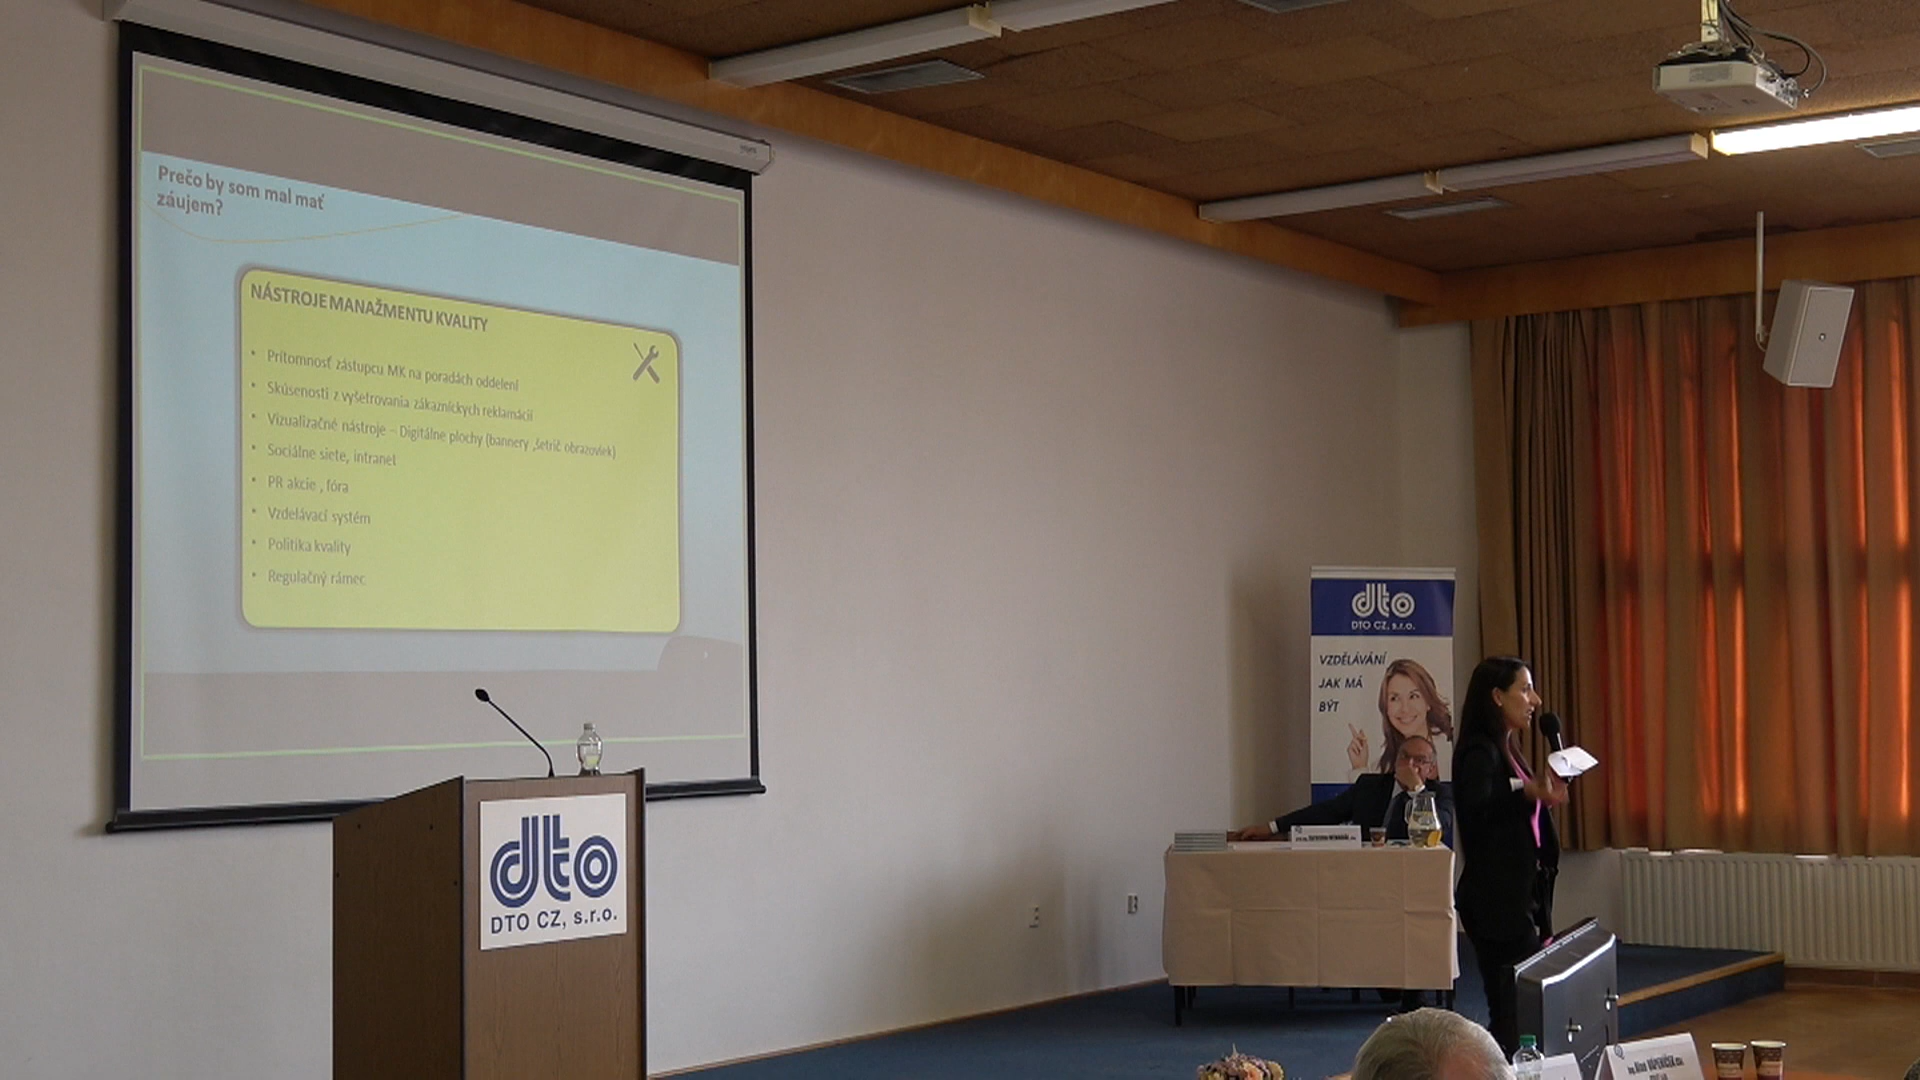 Prečo by som mal mať
záujem?
NÁSTROJE MANAŽMENTU KVALITY
• Prítomnosť zástupcu MK na poradách oddelení
• Skúsenosti z vyšetrovania zákazníckych reklamácií
• Vizualizačné nástroje – Digitálne plochy (bannery ,šetrič obrazoviek)
• Sociálne siete, intranet
• PR akcie , fóra
• Vzdelávací systém
• Politika kvality
• Regulačný rámec
dto
DTO CZ, s.r.o.
dto
DTO CZ, s.r.o.
VZDĚLÁVÁNÍ
JAK MÁ
BÝT